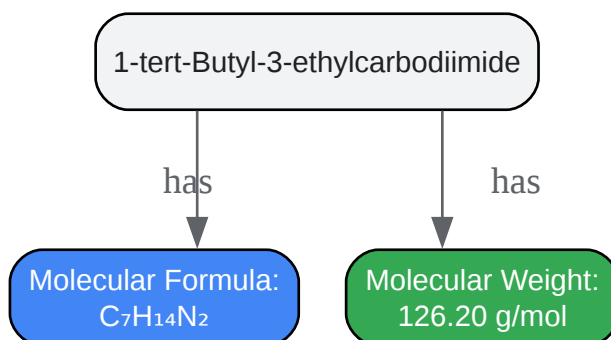 1-tert-Butyl-3-ethylcarbodiimide
has
has
Molecular Formula:
C₇H₁₄N₂
Molecular Weight:
126.20 g/mol